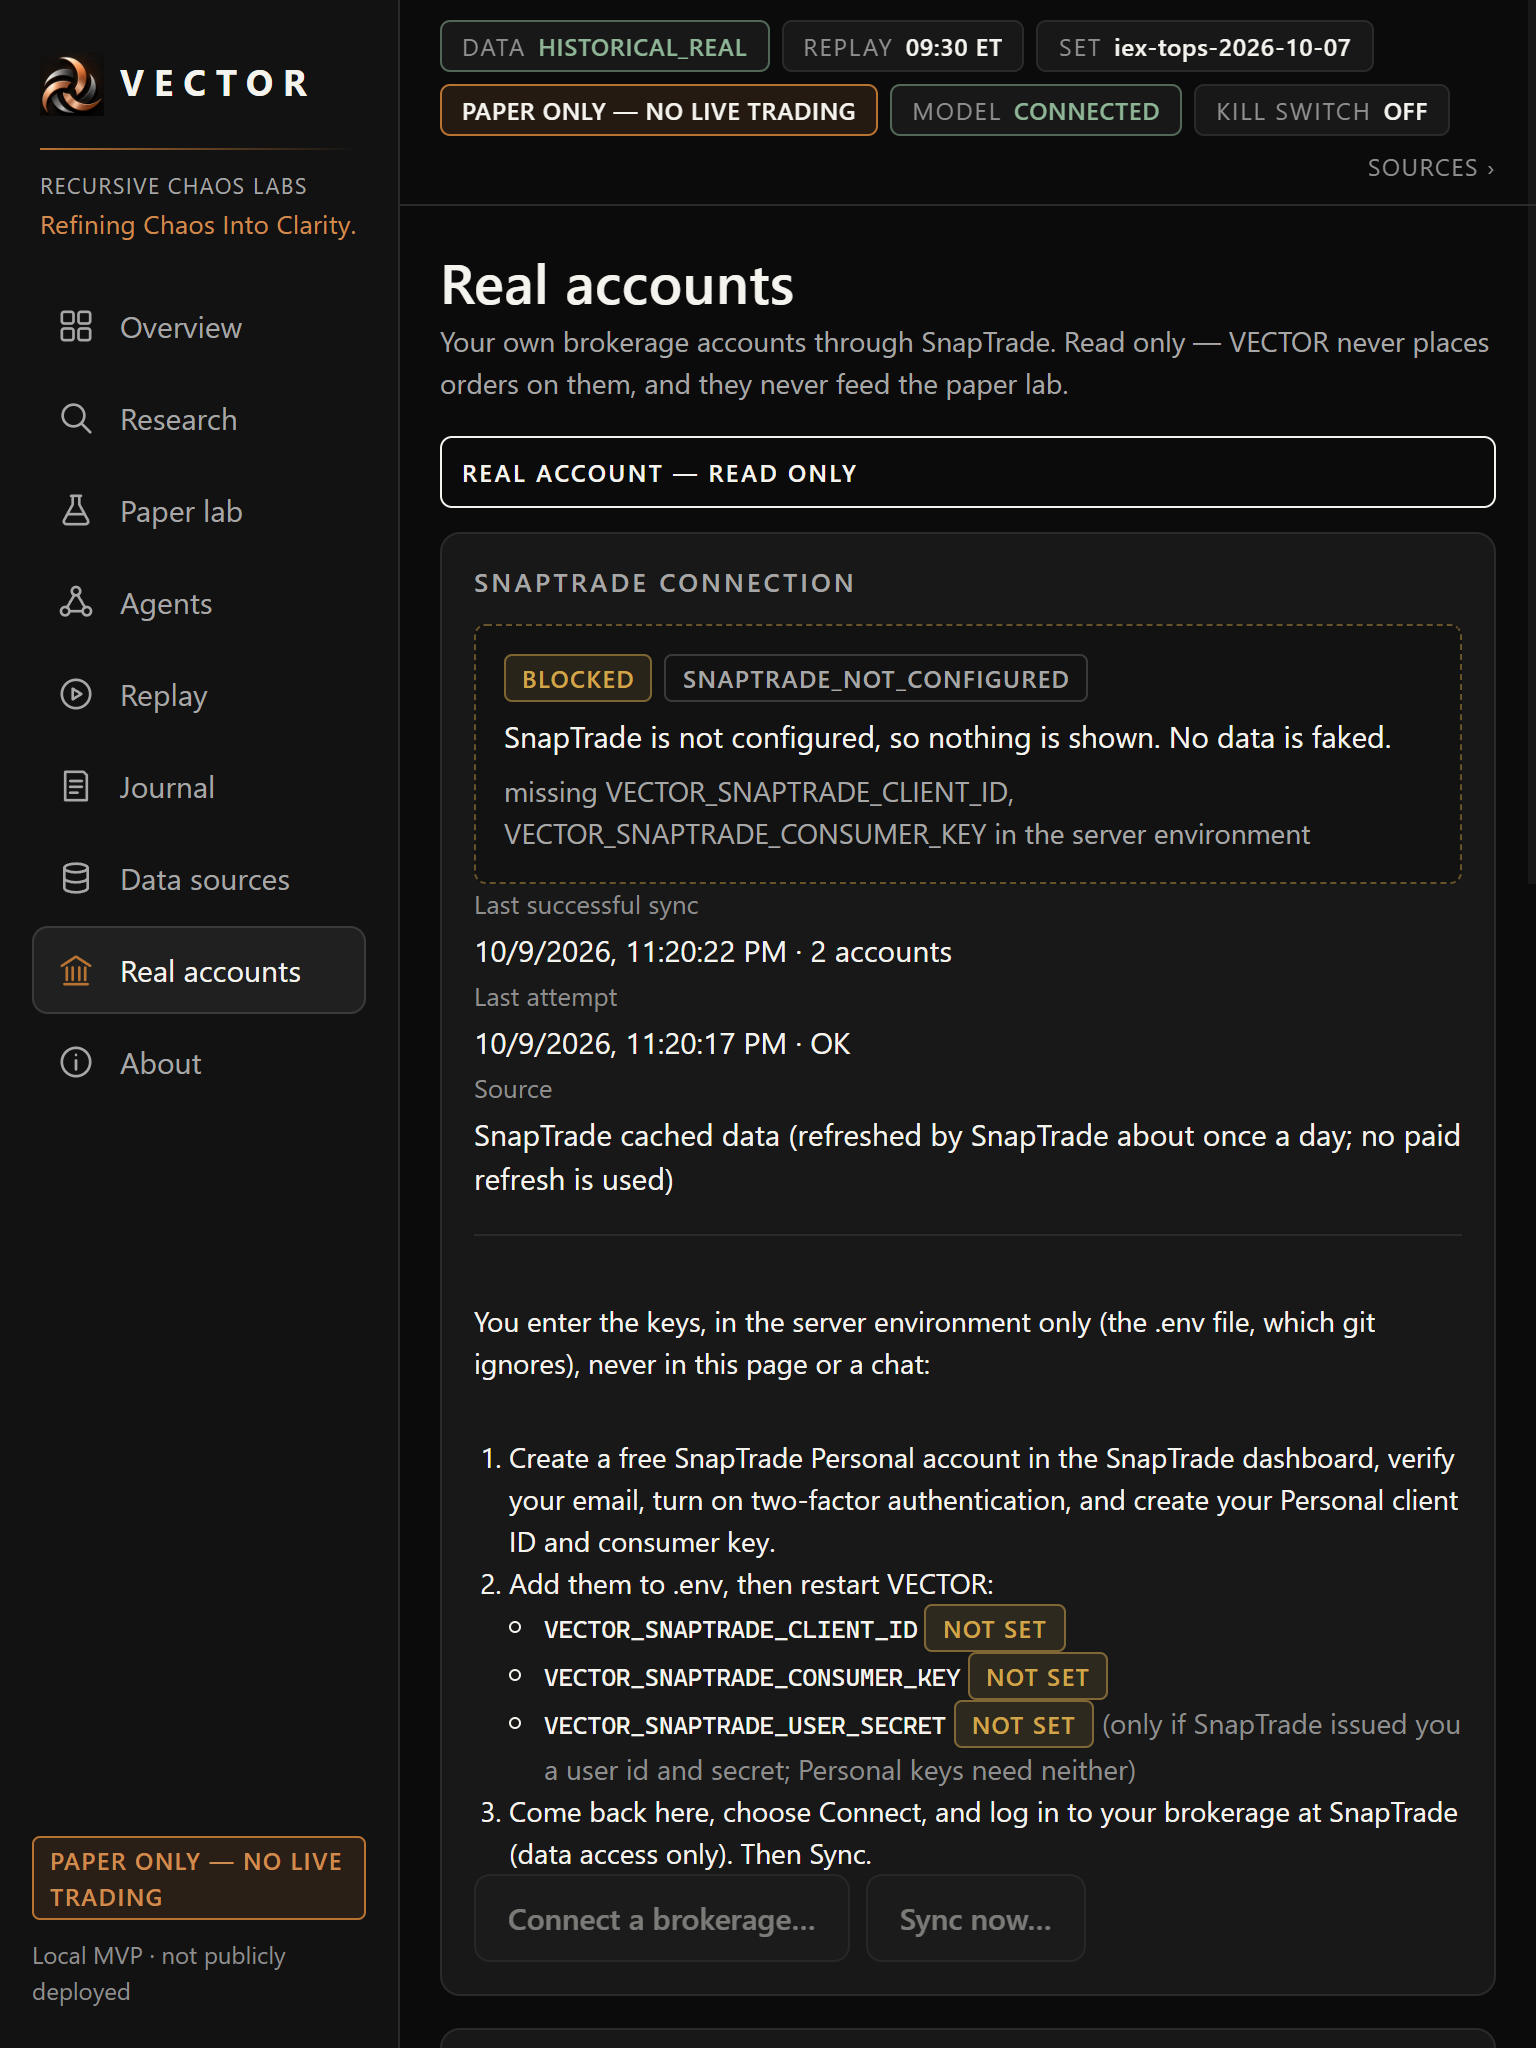 VECTOR
RECURSIVE CHAOS LABS
Refining Chaos Into Clarity.
Overview
Research
Paper lab
Agents
Replay
Journal
Data sources
Real accounts
About
PAPER ONLY — NO LIVE
TRADING
Local MVP · not publicly
deployed
DATA HISTORICAL_REAL
REPLAY 09:30 ET
SET iex-tops-2026-10-07
PAPER ONLY — NO LIVE TRADING
MODEL CONNECTED
KILL SWITCH OFF
SOURCES ›
Real accounts
Your own brokerage accounts through SnapTrade. Read only — VECTOR never places
orders on them, and they never feed the paper lab.
REAL ACCOUNT — READ ONLY
SNAPTRADE CONNECTION
BLOCKED SNAPTRADE_NOT_CONFIGURED
SnapTrade is not configured, so nothing is shown. No data is faked.
missing VECTOR_SNAPTRADE_CLIENT_ID,
VECTOR_SNAPTRADE_CONSUMER_KEY in the server environment
Last successful sync
10/9/2026, 11:20:22 PM · 2 accounts
Last attempt
10/9/2026, 11:20:17 PM · OK
Source
SnapTrade cached data (refreshed by SnapTrade about once a day; no paid
refresh is used)
You enter the keys, in the server environment only (the .env file, which git
ignores), never in this page or a chat:
1. Create a free SnapTrade Personal account in the SnapTrade dashboard, verify
your email, turn on two-factor authentication, and create your Personal client
ID and consumer key.
2. Add them to .env, then restart VECTOR:
VECTOR_SNAPTRADE_CLIENT_ID NOT SET
VECTOR_SNAPTRADE_CONSUMER_KEY NOT SET
VECTOR_SNAPTRADE_USER_SECRET NOT SET (only if SnapTrade issued you
a user id and secret; Personal keys need neither)
3. Come back here, choose Connect, and log in to your brokerage at SnapTrade
(data access only). Then Sync.
Connect a brokerage...
Sync now...